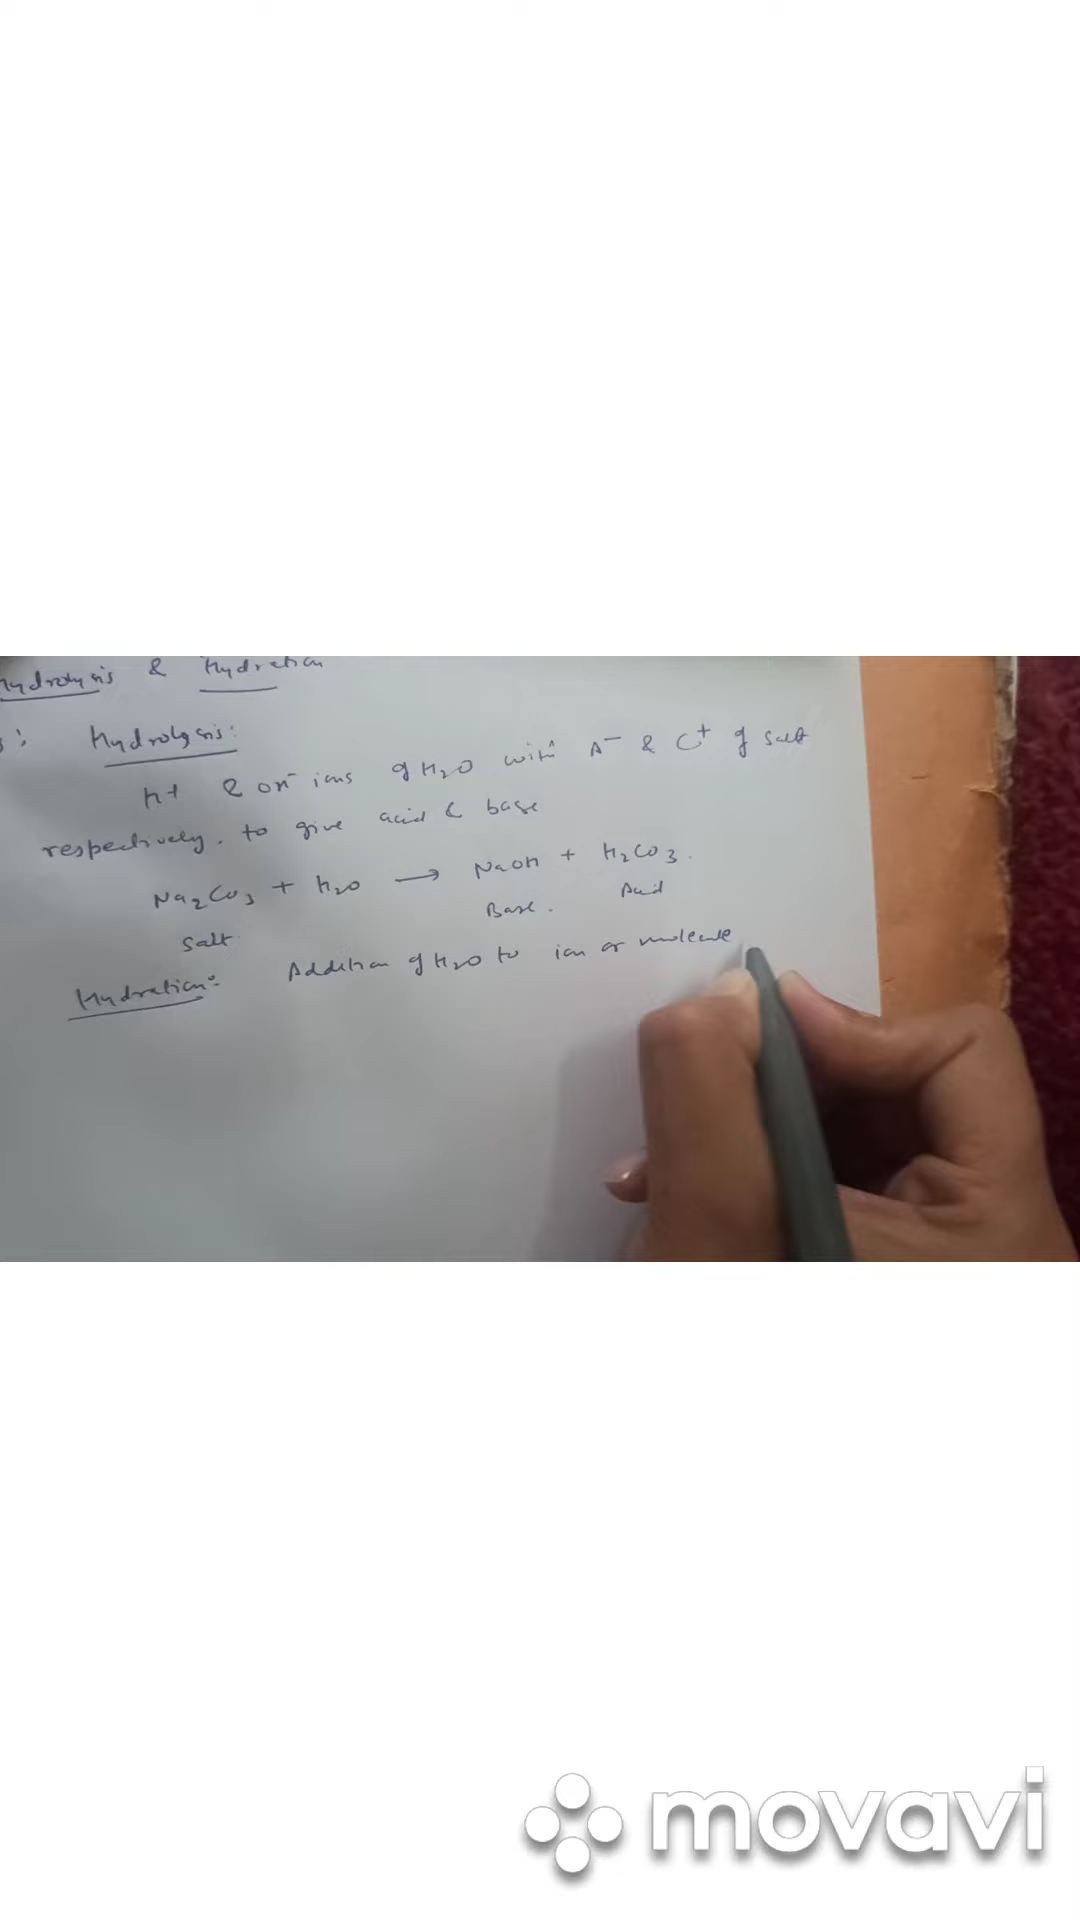 Hydrolysis & Hydration
s: Hydrolysis:
H+ & OH- ions of H2O with A- & C+ of salt
respectively. to give acid & base
Na2CO3 + H2O → NaOH + H2CO3.
Salt Base. Acid
Hydration: Addition of H2O to ion or molecule
movavi